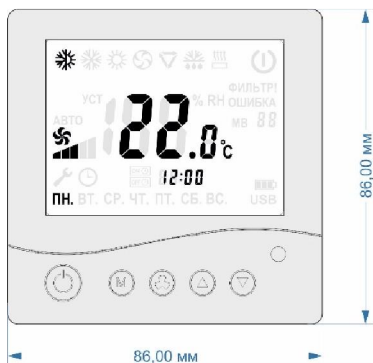 ФИЛЬТР!
УСТ % RH ОШИБКА
АВТО МВ 88
22.0°C
12:00
ПН. ВТ. СР. ЧТ. ПТ. СБ. ВС. USB
M
86,00 мм
86,00 мм